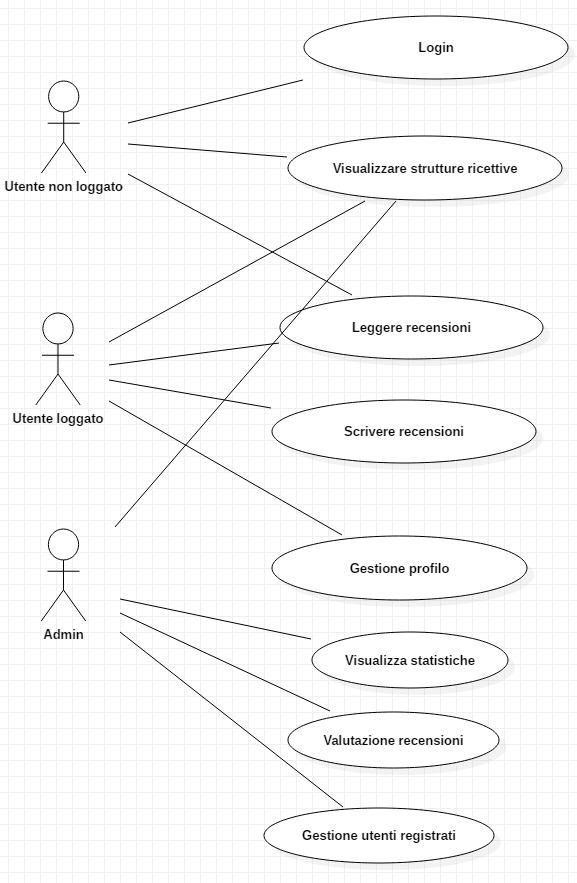 Login
Utente non loggato
Visualizzare strutture ricettive
Leggere recensioni
Utente loggato
Scrivere recensioni
Gestione profilo
Admin
Visualizza statistiche
Valutazione recensioni
Gestione utenti registrati